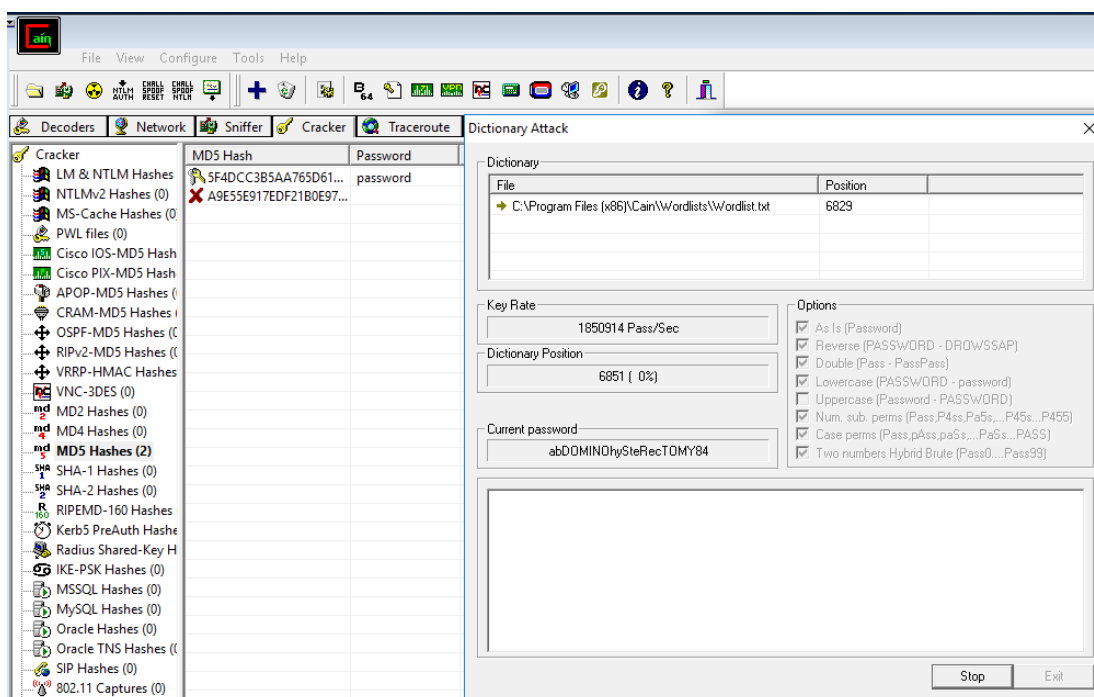 Cain
File View Configure Tools Help
NTLM AUTH
CHALL SPOOF RESET
CHALL SPOOF NTLM
B64
Decoders Network Sniffer Cracker Traceroute
Cracker
LM & NTLM Hashes
NTLMv2 Hashes (0)
MS-Cache Hashes (0)
PWL files (0)
Cisco IOS-MD5 Hash
Cisco PIX-MD5 Hash
APOP-MD5 Hashes (
CRAM-MD5 Hashes (
OSPF-MD5 Hashes ((
RIPv2-MD5 Hashes ((
VRRP-HMAC Hashes
VNC-3DES (0)
MD2 Hashes (0)
MD4 Hashes (0)
MD5 Hashes (2)
SHA-1 Hashes (0)
SHA-2 Hashes (0)
RIPEMD-160 Hashes
Kerb5 PreAuth Hashe
Radius Shared-Key H
IKE-PSK Hashes (0)
MSSQL Hashes (0)
MySQL Hashes (0)
Oracle Hashes (0)
Oracle TNS Hashes ((
SIP Hashes (0)
802.11 Captures (0)
MD5 Hash Password
5F4DCC3B5AA765D61... password
A9E55E917EDF21B0E97...
Dictionary Attack
Dictionary
File Position
C:\Program Files (x86)\Cain\Wordlists\Wordlist.txt 6829
Key Rate
1850914 Pass/Sec
Dictionary Position
6851 ( 0%)
Current password
abDOMINOhySteRecTOMY84
Options
As Is (Password)
Reverse (PASSWORD - DROWSSAP)
Double (Pass - PassPass)
Lowercase (PASSWORD - password)
Uppercase (Password - PASSWORD)
Num. sub. perms (Pass,P4ss,Pa5s,...P45s...P455)
Case perms (Pass,pAss,paSs,...PaSs...PASS)
Two numbers Hybrid Brute (Pass0....Pass99)
Stop Exit